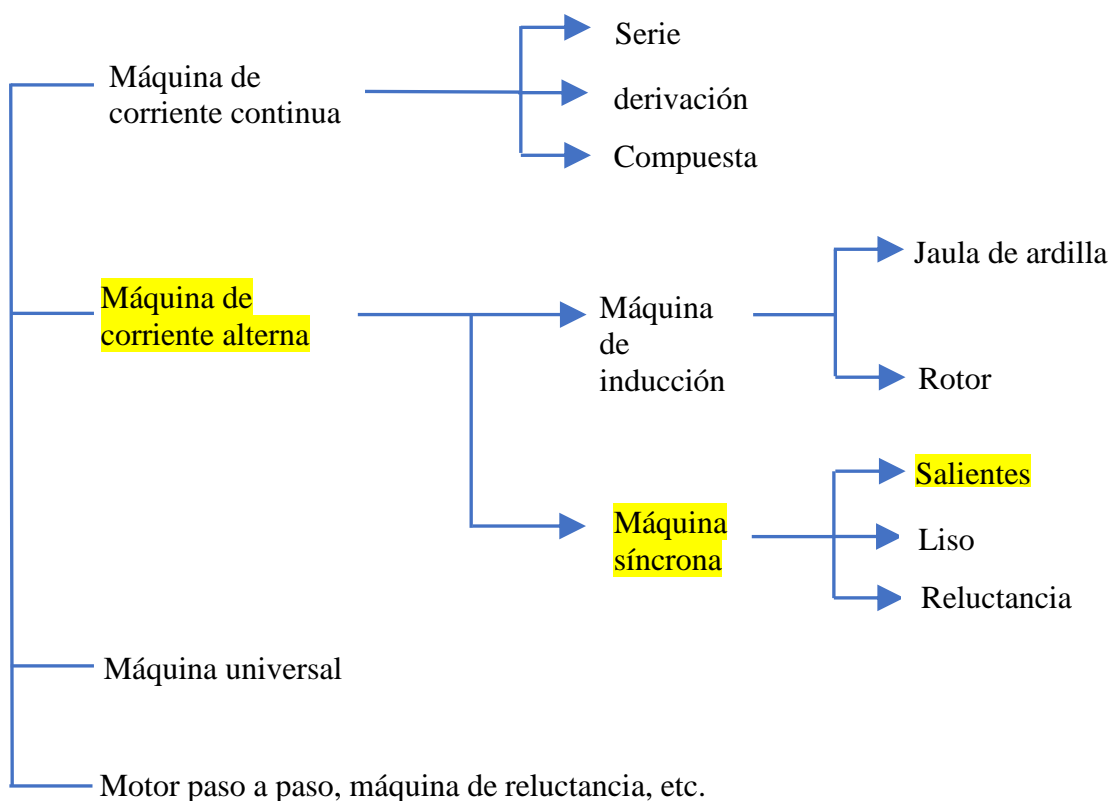 Serie
Máquina de
corriente continua
derivación
Compuesta
Jaula de ardilla
Máquina de
corriente alterna
Máquina
de
inducción
Rotor
Salientes
Máquina
síncrona
Liso
Reluctancia
Máquina universal
Motor paso a paso, máquina de reluctancia, etc.